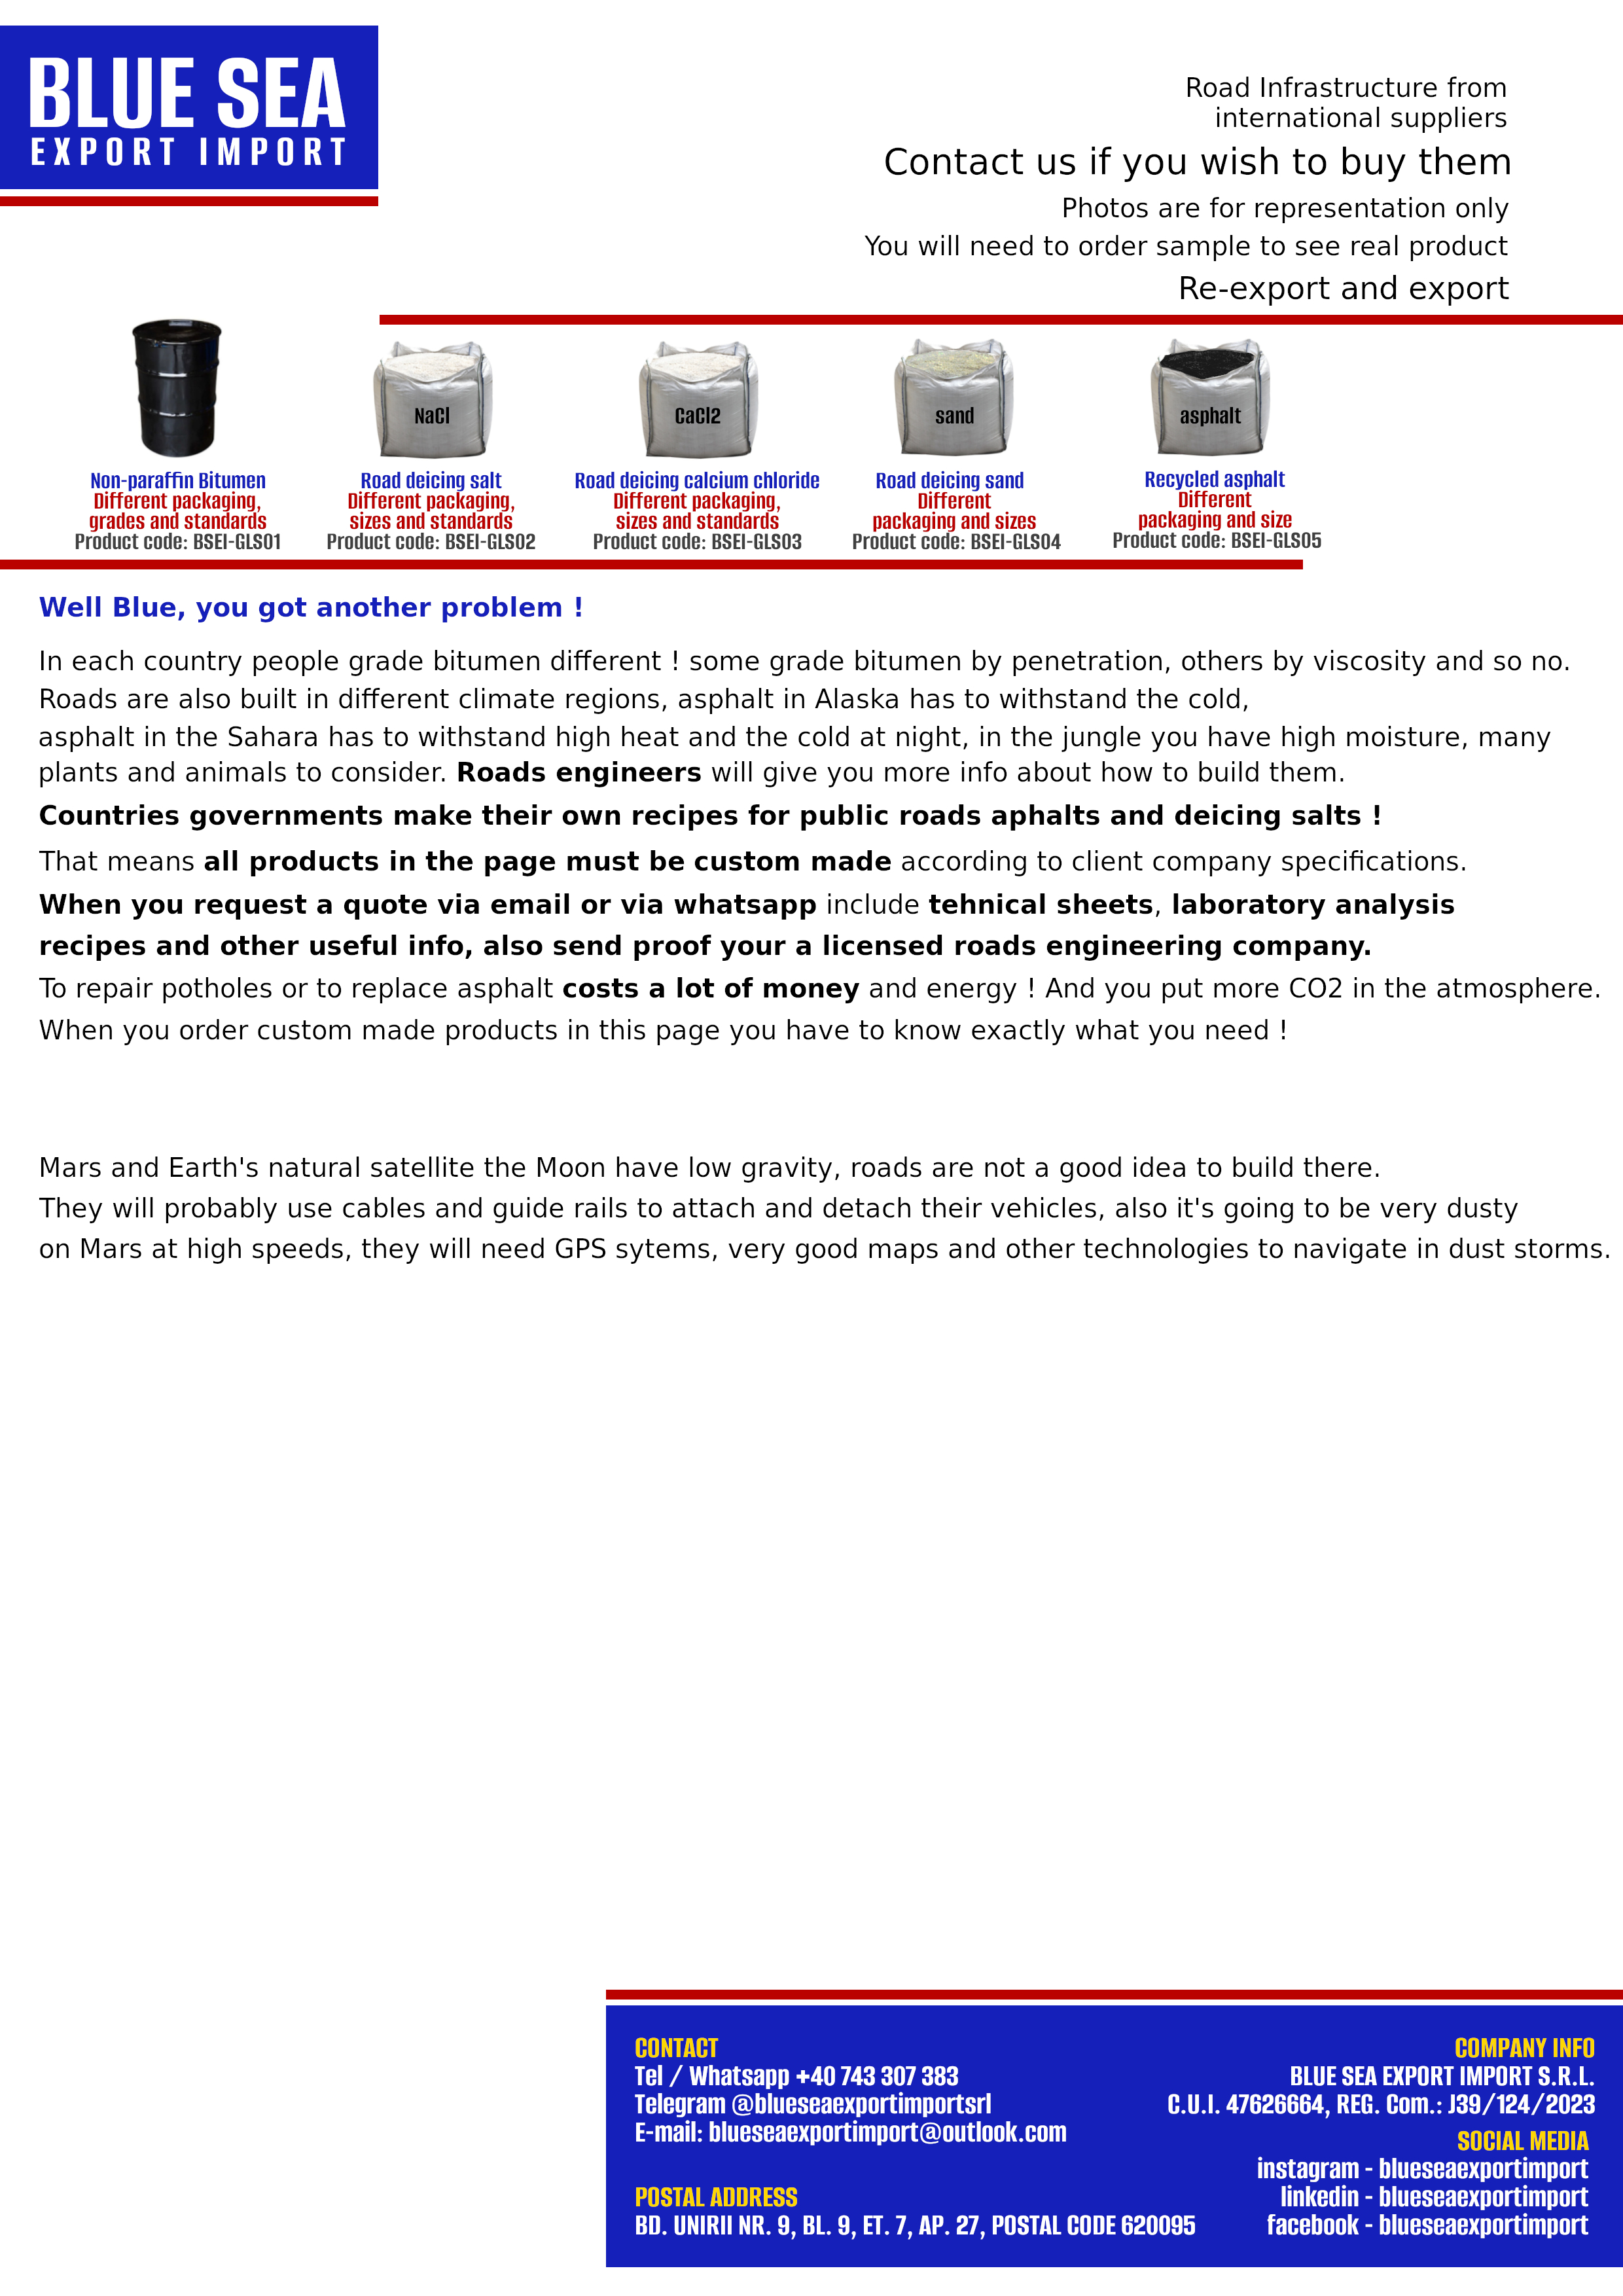 BLUE SEA
EXPORT IMPORT
Road Infrastructure from
international suppliers
Contact us if you wish to buy them
Photos are for representation only
You will need to order sample to see real product
Re-export and export
NaCl
CaCl2
sand
asphalt
Non-paraffin Bitumen
Different packaging,
grades and standards
Product code: BSEI-GLS01
Road deicing salt
Different packaging,
sizes and standards
Product code: BSEI-GLS02
Road deicing calcium chloride
Different packaging,
sizes and standards
Product code: BSEI-GLS03
Road deicing sand
Different
packaging and sizes
Product code: BSEI-GLS04
Recycled asphalt
Different
packaging and size
Product code: BSEI-GLS05
Well Blue, you got another problem !
In each country people grade bitumen different ! some grade bitumen by penetration, others by viscosity and so no.
Roads are also built in different climate regions, asphalt in Alaska has to withstand the cold,
asphalt in the Sahara has to withstand high heat and the cold at night, in the jungle you have high moisture, many
plants and animals to consider. Roads engineers will give you more info about how to build them.
Countries governments make their own recipes for public roads aphalts and deicing salts !
That means all products in the page must be custom made according to client company specifications.
When you request a quote via email or via whatsapp include tehnical sheets, laboratory analysis
recipes and other useful info, also send proof your a licensed roads engineering company.
To repair potholes or to replace asphalt costs a lot of money and energy ! And you put more CO2 in the atmosphere.
When you order custom made products in this page you have to know exactly what you need !
Mars and Earth's natural satellite the Moon have low gravity, roads are not a good idea to build there.
They will probably use cables and guide rails to attach and detach their vehicles, also it's going to be very dusty
on Mars at high speeds, they will need GPS sytems, very good maps and other technologies to navigate in dust storms.
CONTACT
Tel / Whatsapp +40 743 307 383
Telegram @blueseaexportimportsrl
E-mail: blueseaexportimport@outlook.com
POSTAL ADDRESS
BD. UNIRII NR. 9, BL. 9, ET. 7, AP. 27, POSTAL CODE 620095
COMPANY INFO
BLUE SEA EXPORT IMPORT S.R.L.
C.U.I. 47626664, REG. Com.: J39/124/2023
SOCIAL MEDIA
instagram - blueseaexportimport
linkedin - blueseaexportimport
facebook - blueseaexportimport